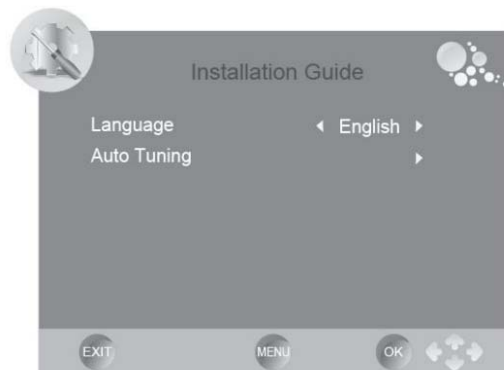 Installation Guide
Language English
Auto Tuning
EXIT MENU OK